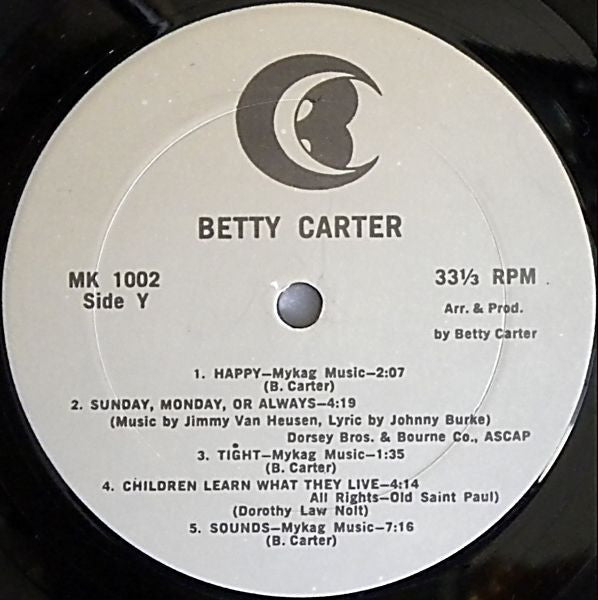 BETTY CARTER
MK 1002
Side Y
33⅓ RPM
Arr. & Prod.
by Betty Carter
1. HAPPY—Mykag Music—2:07
(B. Carter)
2. SUNDAY, MONDAY, OR ALWAYS—4:19
(Music by Jimmy Van Heusen, Lyric by Johnny Burke)
Dorsey Bros. & Bourne Co., ASCAP
3. TIGHT—Mykag Music—1:35
(B. Carter)
4. CHILDREN LEARN WHAT THEY LIVE—4:14
All Rights—Old Saint Paul)
(Dorothy Law Nolt)
5. SOUNDS—Mykag Music—7:16
(B. Carter)